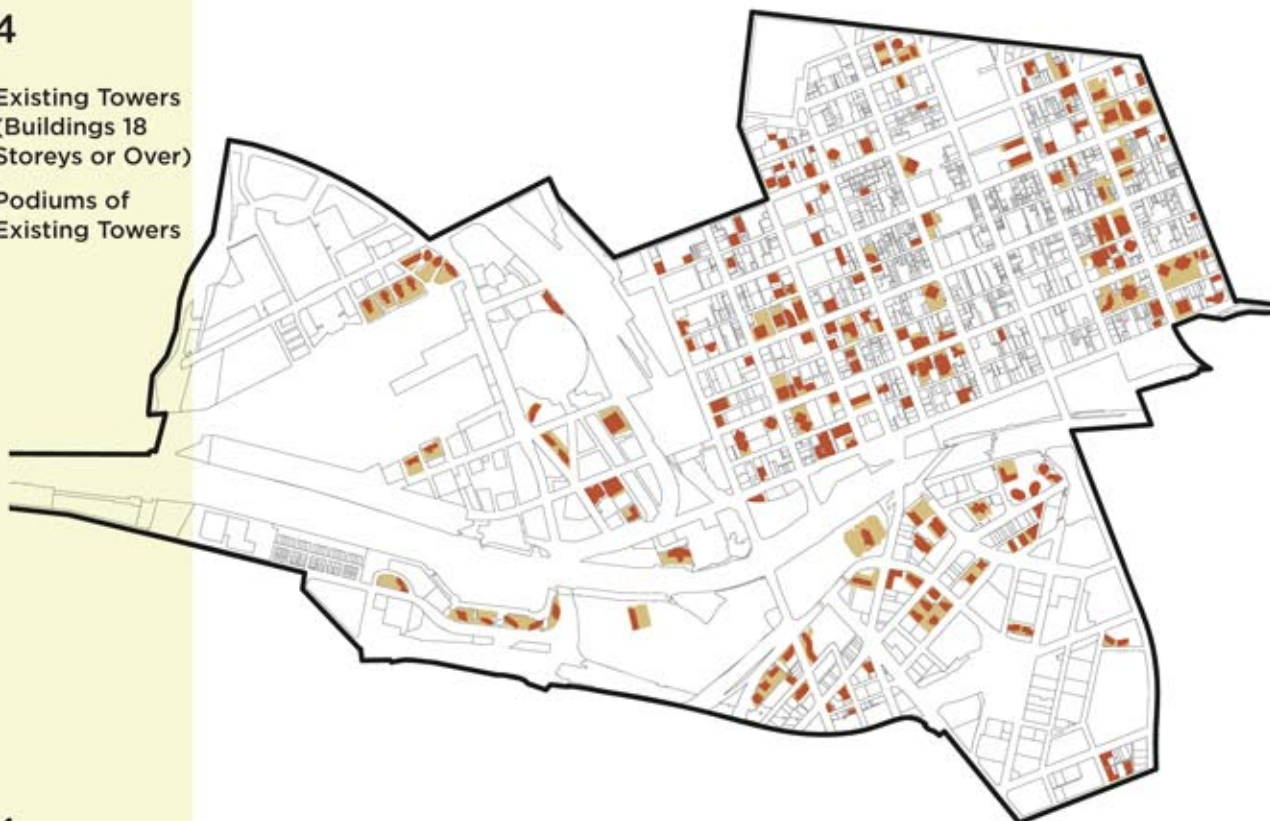 4
Existing Towers
(Buildings 18
Storeys or Over)
Podiums of
Existing Towers